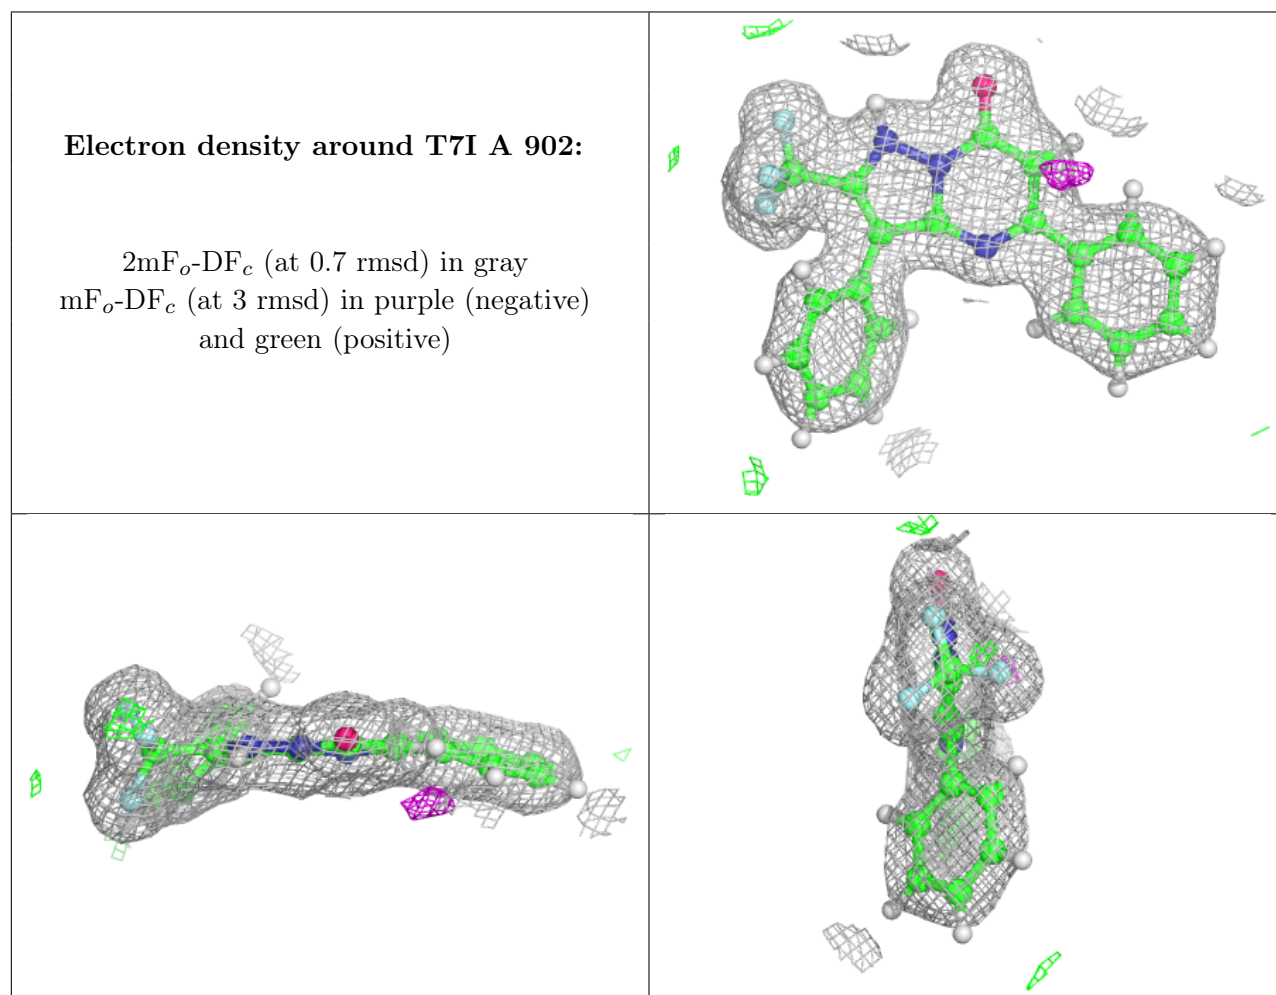 Electron density around T7I A 902:
2mFo-DFc (at 0.7 rmsd) in gray
mFo-DFc (at 3 rmsd) in purple (negative)
and green (positive)